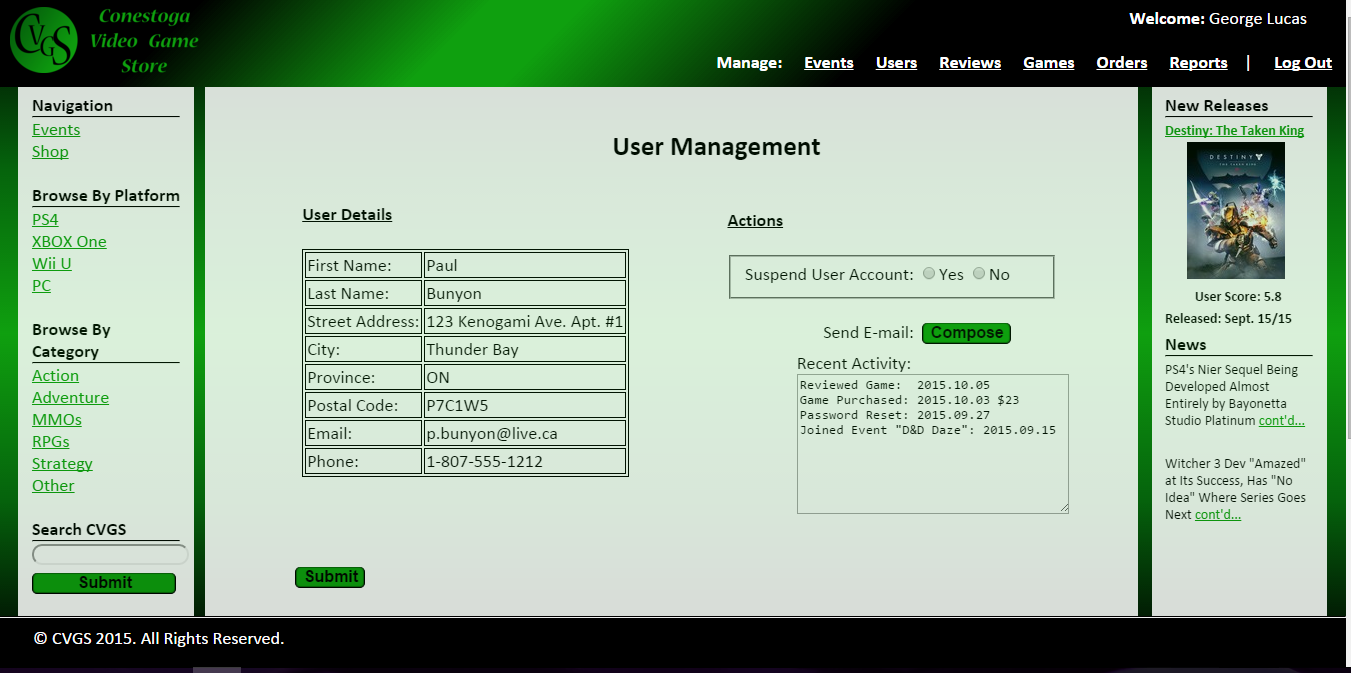 CVGS
Conestoga
Video Game
Store
Welcome: George Lucas
Manage: Events Users Reviews Games Orders Reports | Log Out
Navigation
Events
Shop
Browse By Platform
PS4
XBOX One
Wii U
PC
Browse By
Category
Action
Adventure
MMOs
RPGs
Strategy
Other
Search CVGS
Submit
User Management
User Details
First Name: Paul
Last Name: Bunyon
Street Address: 123 Kenogami Ave. Apt. #1
City: Thunder Bay
Province: ON
Postal Code: P7C1W5
Email: p.bunyon@live.ca
Phone: 1-807-555-1212
Submit
Actions
Suspend User Account: Yes No
Send E-mail: Compose
Recent Activity:
Reviewed Game: 2015.10.05
Game Purchased: 2015.10.03 $23
Password Reset: 2015.09.27
Joined Event "D&D Daze": 2015.09.15
New Releases
Destiny: The Taken King
DESTINY
THE TAKEN KING
User Score: 5.8
Released: Sept. 15/15
News
PS4's Nier Sequel Being
Developed Almost
Entirely by Bayonetta
Studio Platinum cont'd...
Witcher 3 Dev "Amazed"
at Its Success, Has "No
Idea" Where Series Goes
Next cont'd...
© CVGS 2015. All Rights Reserved.